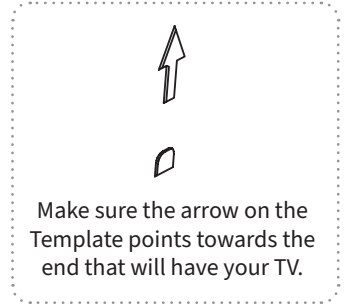 Make sure the arrow on the
Template points towards the
end that will have your TV.